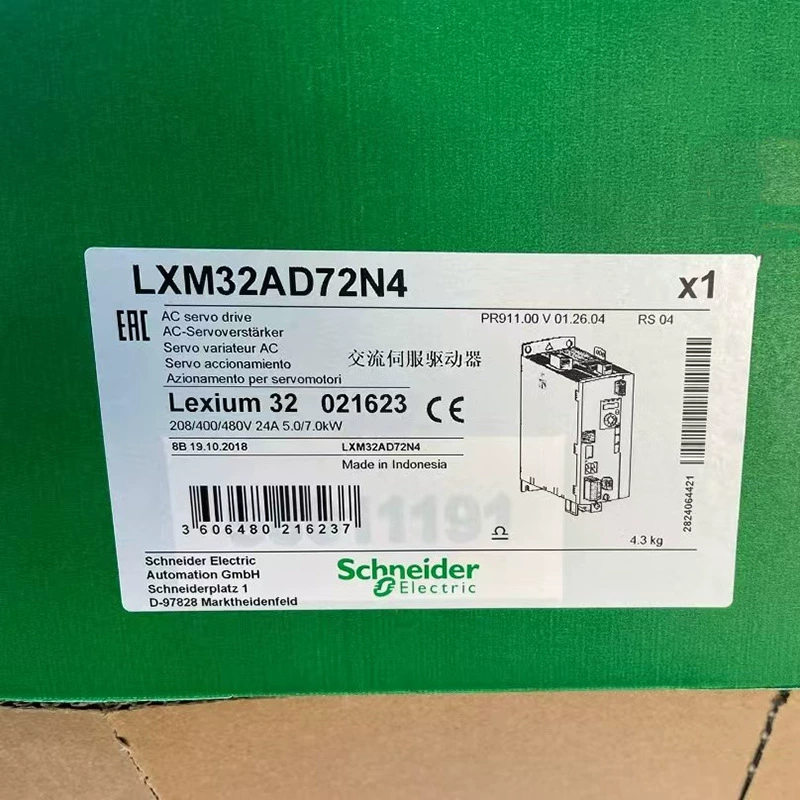 LXM32AD72N4 x1
EAC AC servo drive PR911.00 V 01.26.04 RS 04
AC-Servoverstärker
Servo variateur AC
Servo accionamiento 交流伺服驱动器
Azionamento per servomotori
Lexium 32 021623 CE
208/400/480V 24A 5.0/7.0kW
8B 19.10.2018 LXM32AD72N4
Made in Indonesia
3 606480 216237
2824064421
4.3 kg
Schneider Electric
Automation GmbH
Schneiderplatz 1
D-97828 Marktheidenfeld
Schneider
Electric